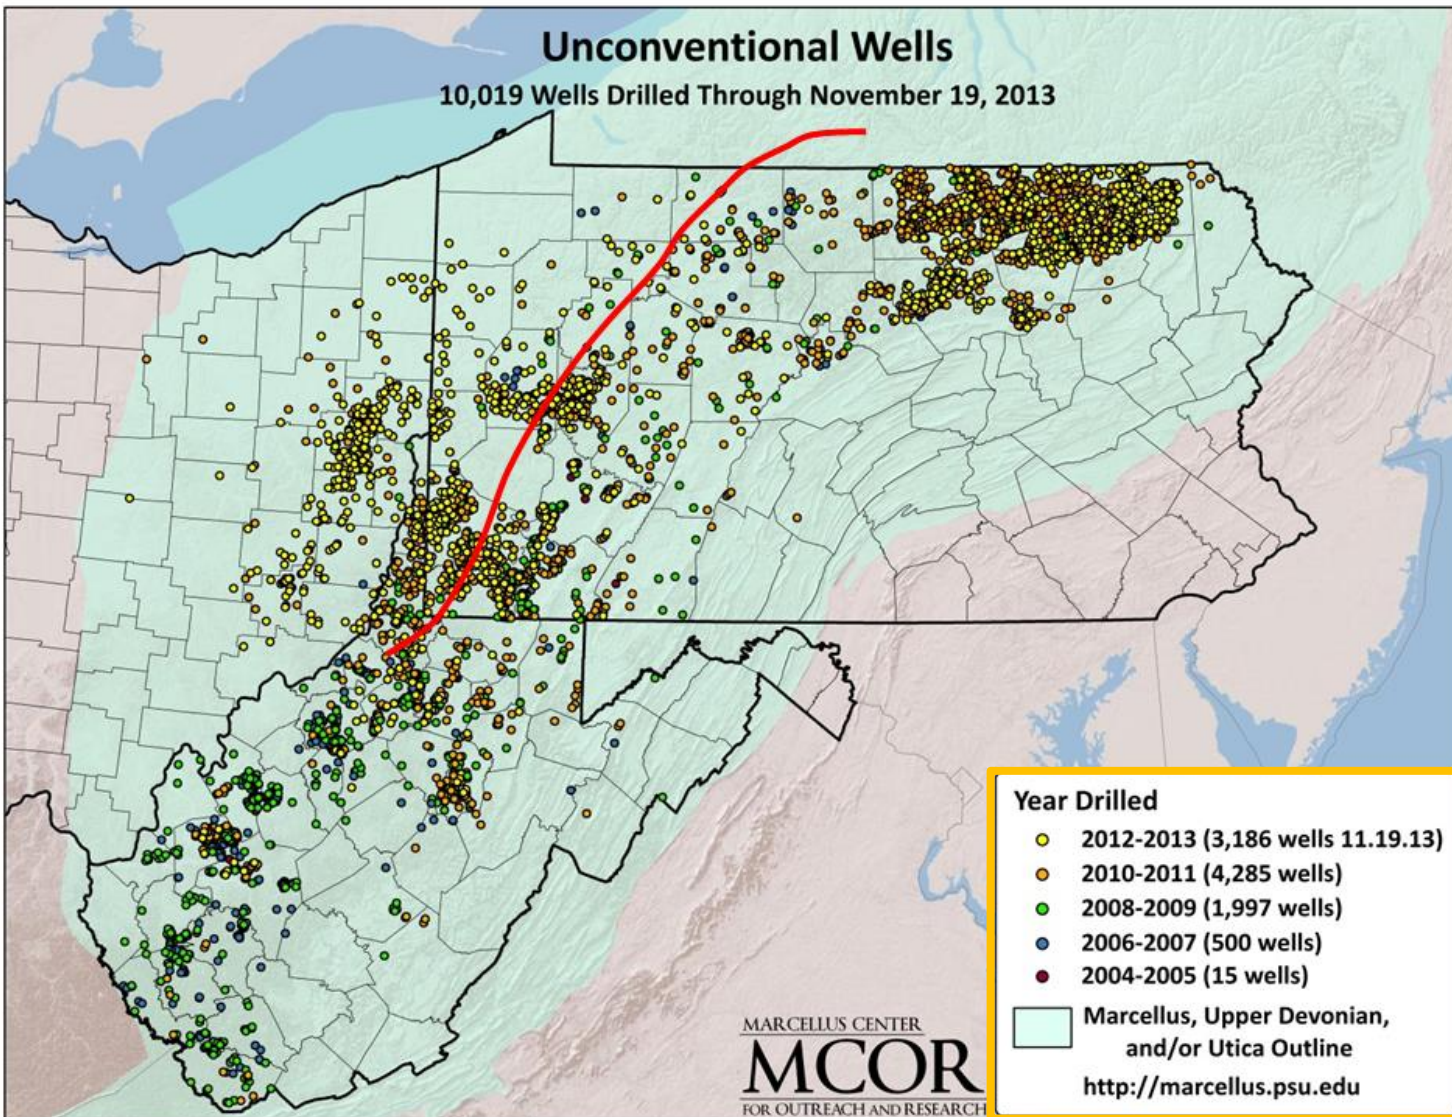 Unconventional Wells
10,019 Wells Drilled Through November 19, 2013
Year Drilled
2012-2013 (3,186 wells 11.19.13)
2010-2011 (4,285 wells)
2008-2009 (1,997 wells)
2006-2007 (500 wells)
2004-2005 (15 wells)
Marcellus, Upper Devonian,
and/or Utica Outline
http://marcellus.psu.edu
MARCELLUS CENTER
MCOR
FOR OUTREACH AND RESEARCH